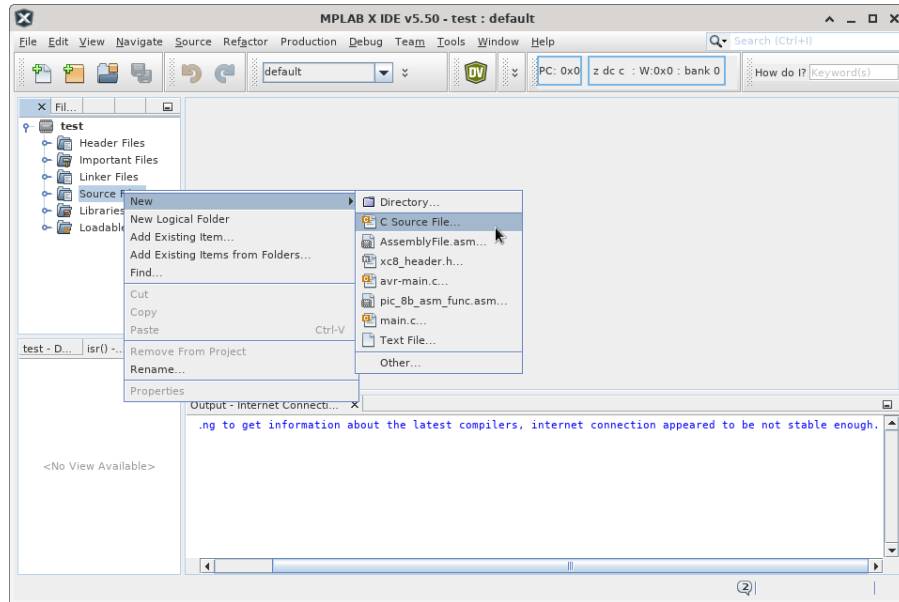 MPLAB X IDE v5.50 - test : default
File Edit View Navigate Source Refactor Production Debug Team Tools Window Help
Search (Ctrl+I)
default
DV
PC: 0x0
z dc c : W:0x0 : bank 0
How do I?
Keyword(s)
Fil...
test
Header Files
Important Files
Linker Files
Source
Libraries
Loadable
New
New Logical Folder
Add Existing Item...
Add Existing Items from Folders...
Find...
Cut
Copy
Paste Ctrl-V
Remove From Project
Rename...
Properties
Directory...
C Source File...
AssemblyFile.asm...
xc8_header.h...
avr-main.c...
pic_8b_asm_func.asm...
main.c...
Text File...
Other...
test - D...
isr() -...
<No View Available>
Output - Internet Connecti...
.ng to get information about the latest compilers, internet connection appeared to be not stable enough.
2